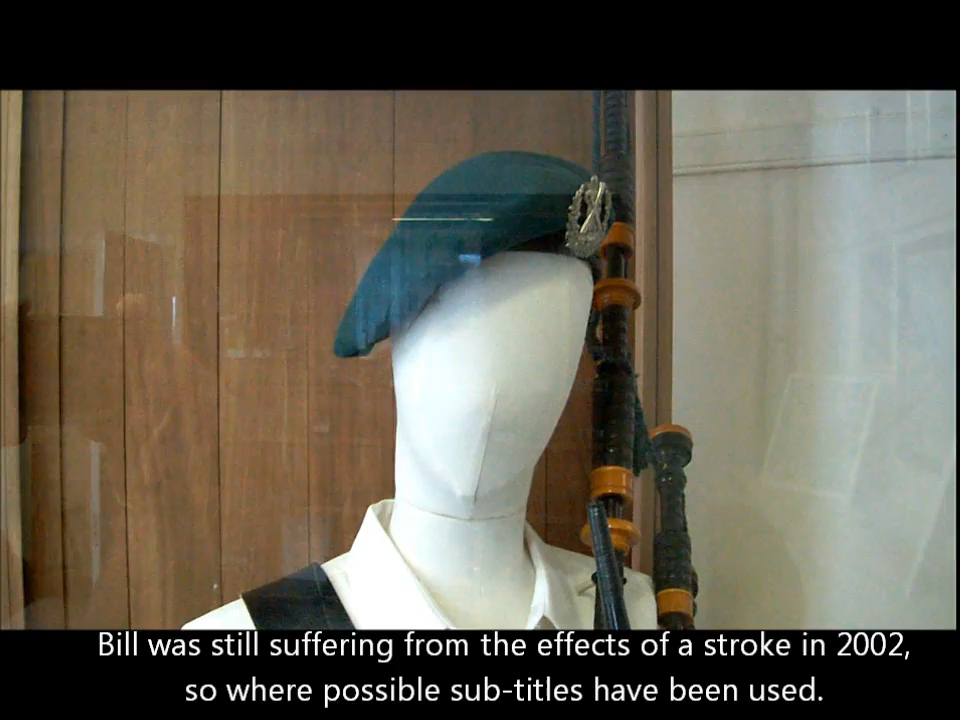 Bill was still suffering from the effects of a stroke in 2002,
so where possible sub-titles have been used.